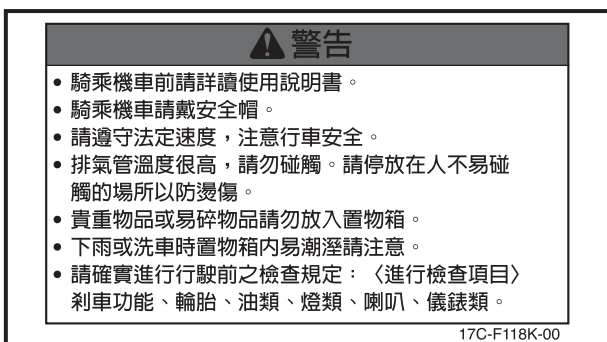 警告
• 騎乘機車前請詳讀使用說明書。
• 騎乘機車請戴安全帽。
• 請遵守法定速度，注意行車安全。
• 排氣管溫度很高，請勿碰觸。請停放在人不易碰
觸的場所以防燙傷。
• 貴重物品或易碎物品請勿放入置物箱。
• 下雨或洗車時置物箱内易潮溼請注意。
• 請確實進行行駛前之檢查規定：〈進行檢查項目〉
剎車功能、輪胎、油類、燈類、喇叭、儀錶類。
17C-F118K-00